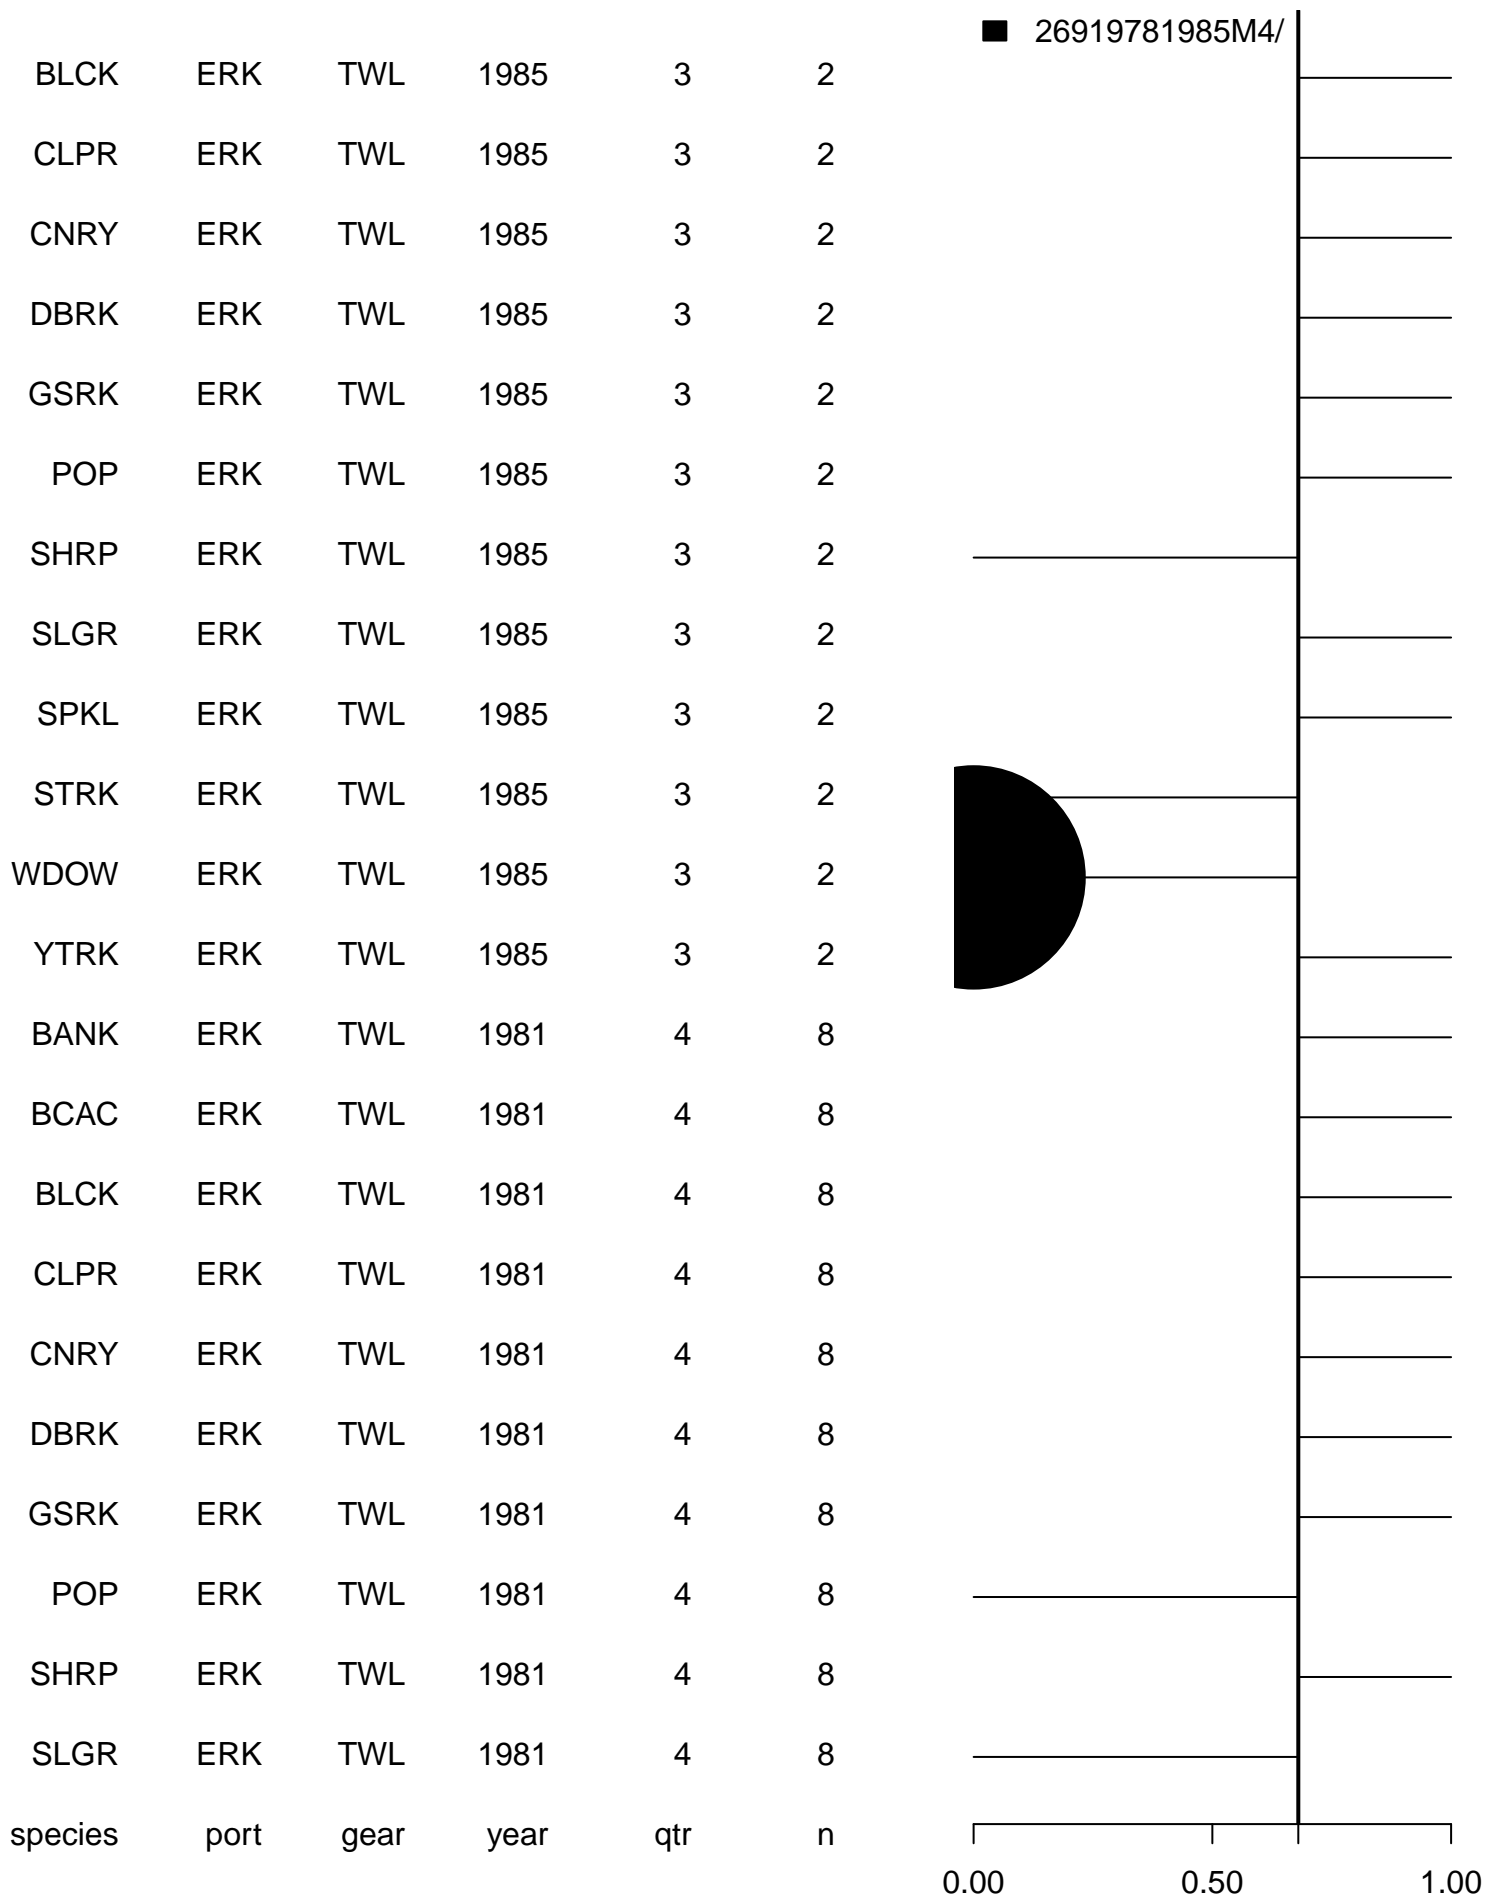 26919781985M4/
BLCK ERK TWL 1985 3 2
CLPR ERK TWL 1985 3 2
CNRY ERK TWL 1985 3 2
DBRK ERK TWL 1985 3 2
GSRK ERK TWL 1985 3 2
POP ERK TWL 1985 3 2
SHRP ERK TWL 1985 3 2
SLGR ERK TWL 1985 3 2
SPKL ERK TWL 1985 3 2
STRK ERK TWL 1985 3 2
WDOW ERK TWL 1985 3 2
YTRK ERK TWL 1985 3 2
BANK ERK TWL 1981 4 8
BCAC ERK TWL 1981 4 8
BLCK ERK TWL 1981 4 8
CLPR ERK TWL 1981 4 8
CNRY ERK TWL 1981 4 8
DBRK ERK TWL 1981 4 8
GSRK ERK TWL 1981 4 8
POP ERK TWL 1981 4 8
SHRP ERK TWL 1981 4 8
SLGR ERK TWL 1981 4 8
species port gear year qtr n
0.00 0.50 1.00